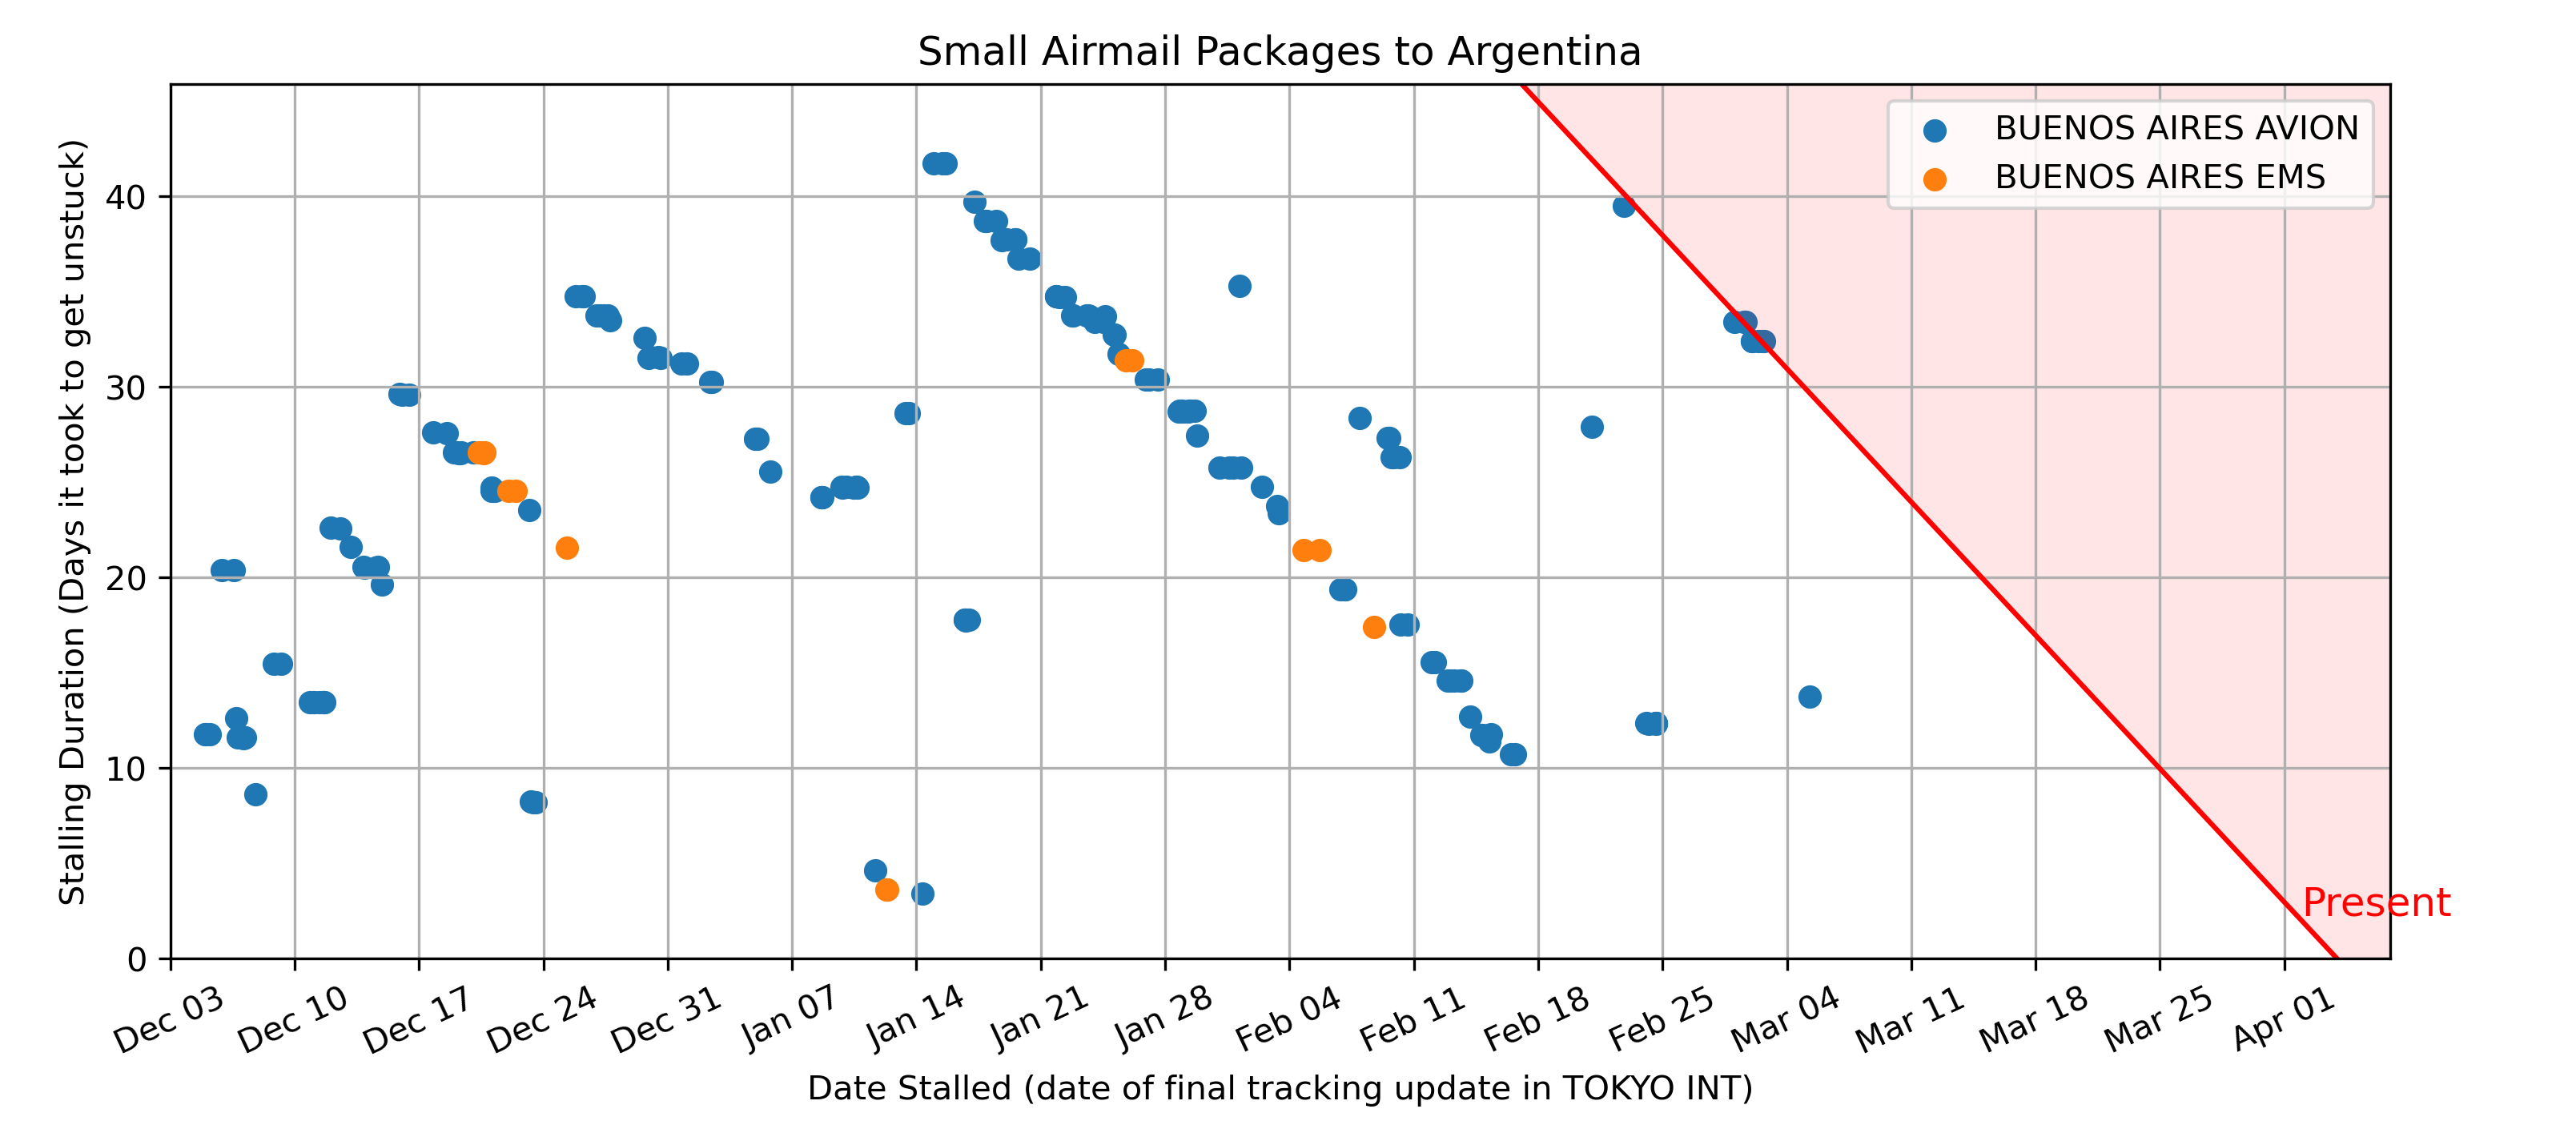 Small Airmail Packages to Argentina
BUENOS AIRES AVION
BUENOS AIRES EMS
Stalling Duration (Days it took to get unstuck)
40
30
20
10
0
Present
Dec 03
Dec 10
Dec 17
Dec 24
Dec 31
Jan 07
Jan 14
Jan 21
Jan 28
Feb 04
Feb 11
Feb 18
Feb 25
Mar 04
Mar 11
Mar 18
Mar 25
Apr 01
Date Stalled (date of final tracking update in TOKYO INT)